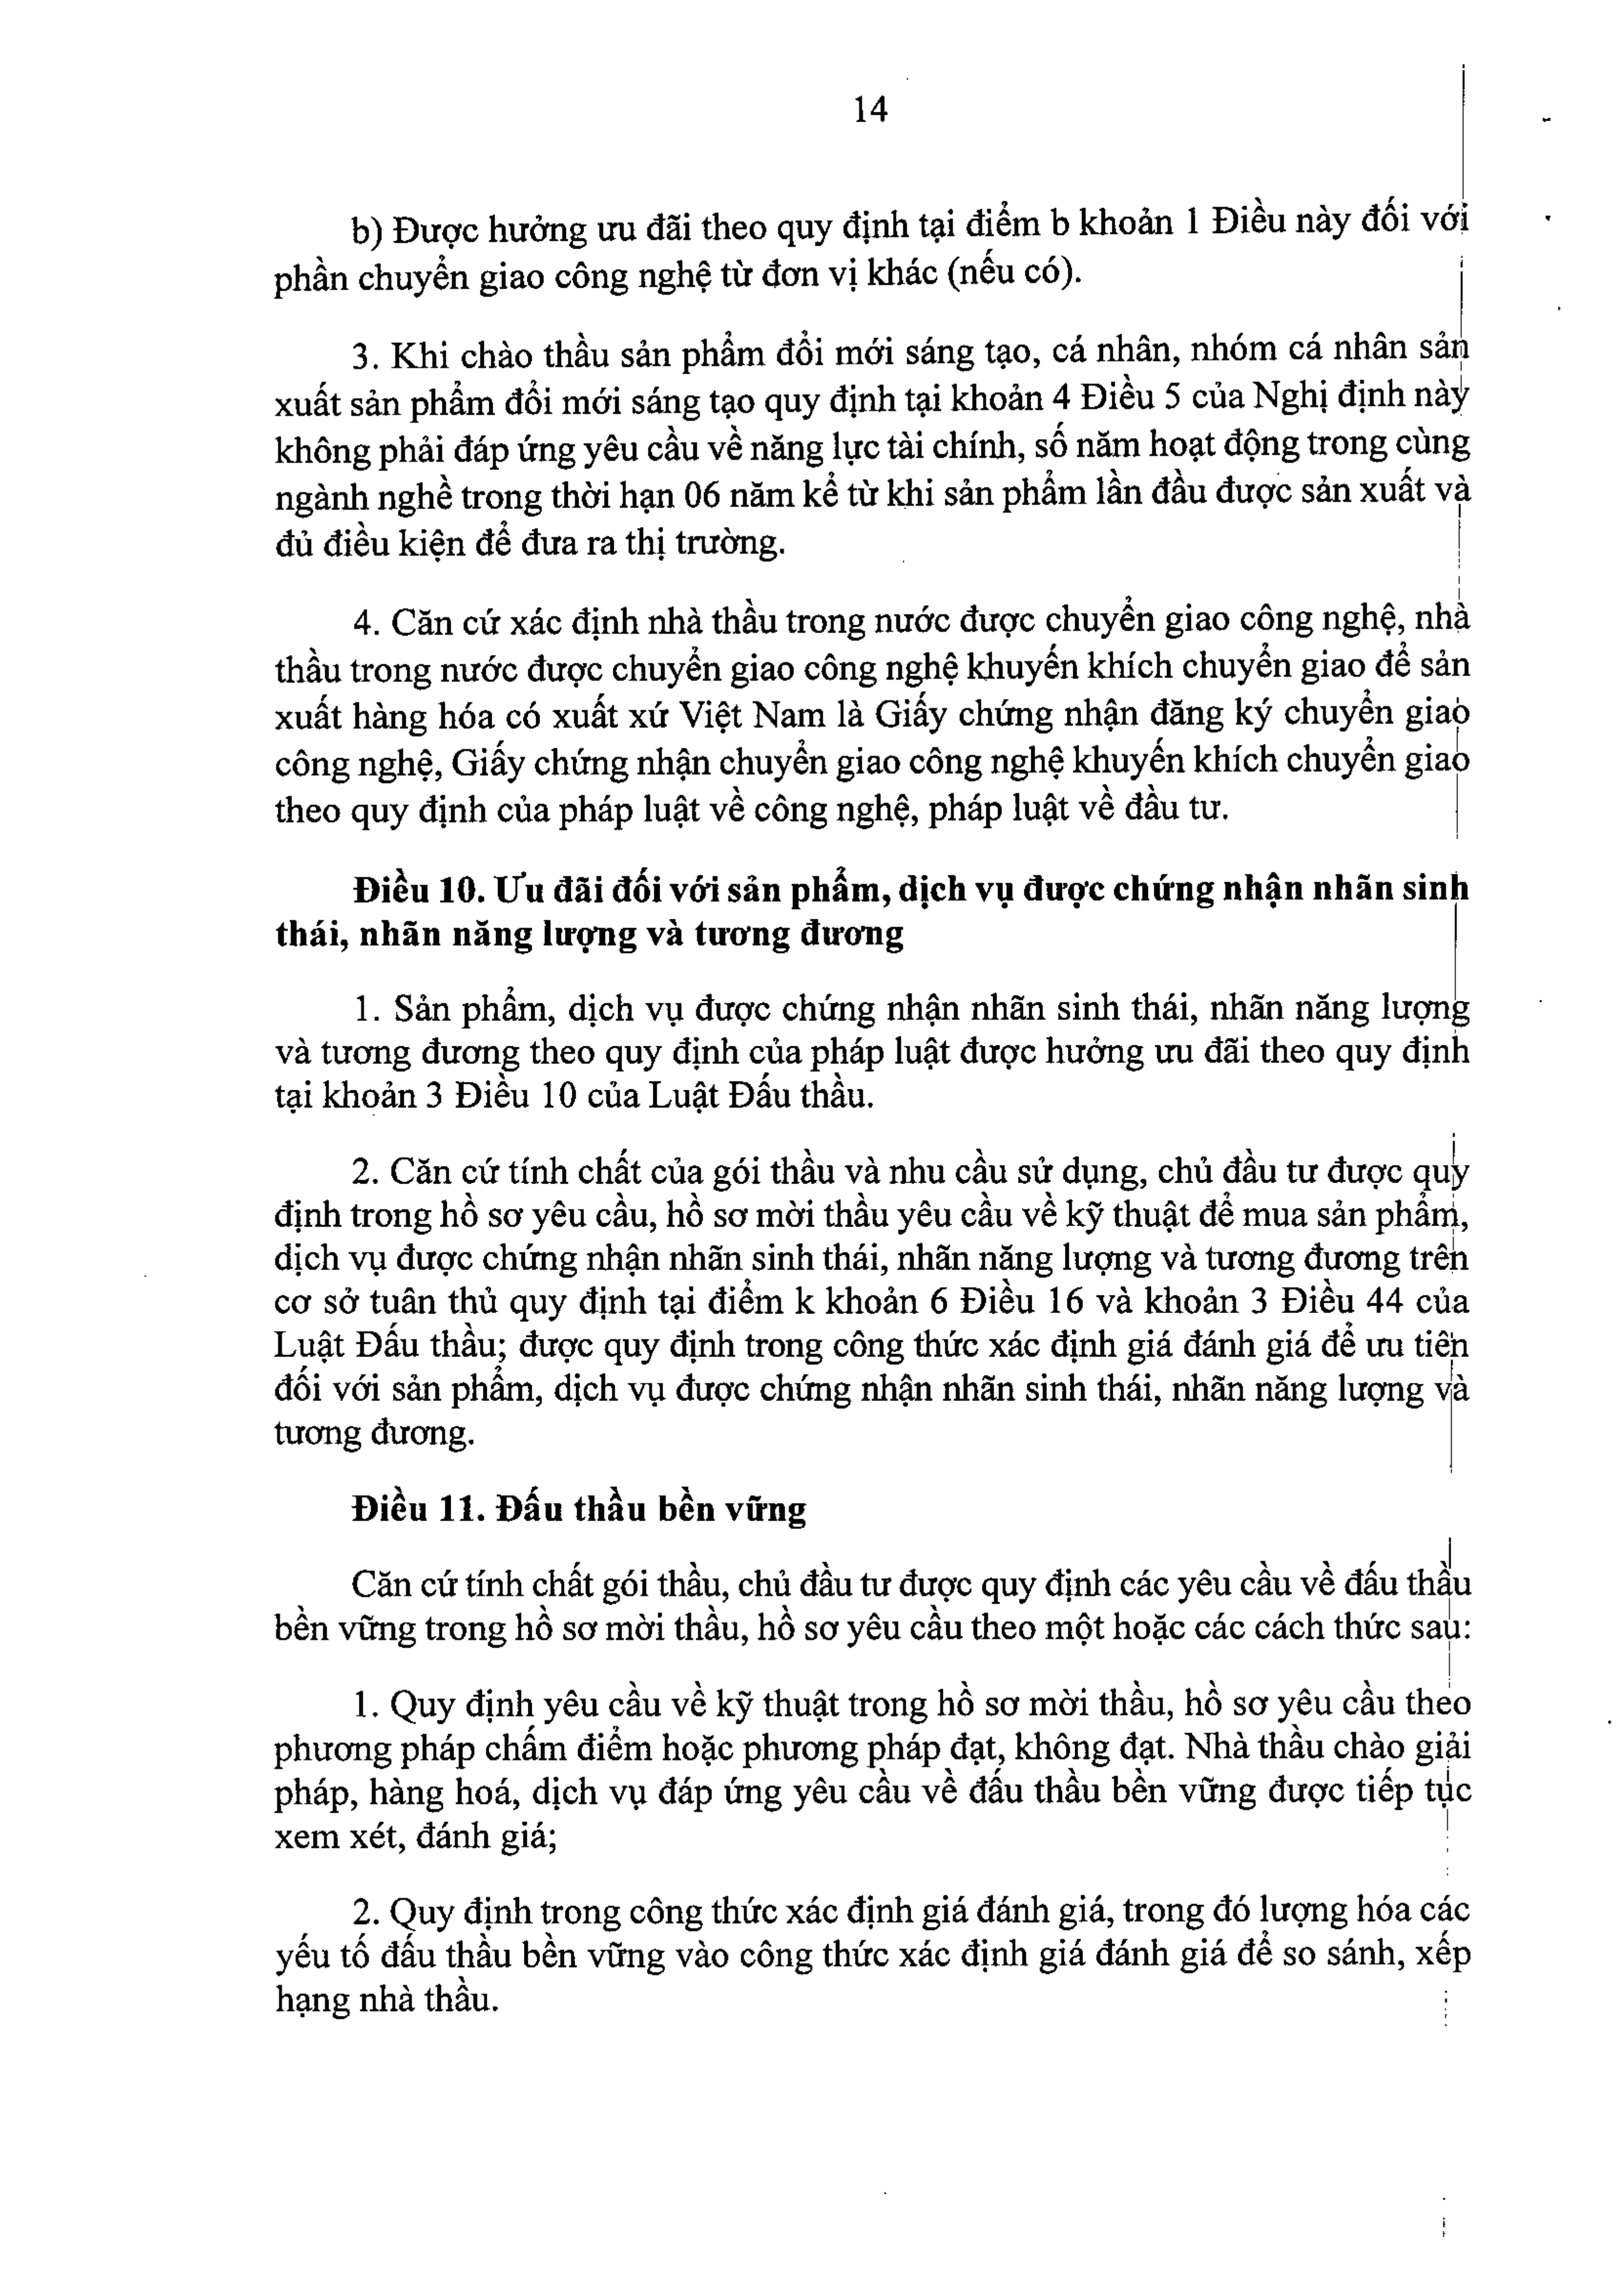 14
b) Được hưởng ưu đãi theo quy định tại điểm b khoản 1 Điều này đối với
phần chuyển giao công nghệ từ đơn vị khác (nếu có).
3. Khi chào thầu sản phẩm đổi mới sáng tạo, cá nhân, nhóm cá nhân sản
xuất sản phẩm đổi mới sáng tạo quy định tại khoản 4 Điều 5 của Nghị định này
không phải đáp ứng yêu cầu về năng lực tài chính, số năm hoạt động trong cùng
ngành nghề trong thời hạn 06 năm kể từ khi sản phẩm lần đầu được sản xuất và
đủ điều kiện để đưa ra thị trường.
4. Căn cứ xác định nhà thầu trong nước được chuyển giao công nghệ, nhà
thầu trong nước được chuyển giao công nghệ khuyến khích chuyển giao để sản
xuất hàng hóa có xuất xứ Việt Nam là Giấy chứng nhận đăng ký chuyển giao
công nghệ, Giấy chứng nhận chuyển giao công nghệ khuyến khích chuyển giao
theo quy định của pháp luật về công nghệ, pháp luật về đầu tư.
Điều 10. Ưu đãi đối với sản phẩm, dịch vụ được chứng nhận nhãn sinh
thái, nhãn năng lượng và tương đương
1. Sản phẩm, dịch vụ được chứng nhận nhãn sinh thái, nhãn năng lượng
và tương đương theo quy định của pháp luật được hưởng ưu đãi theo quy định
tại khoản 3 Điều 10 của Luật Đấu thầu.
2. Căn cứ tính chất của gói thầu và nhu cầu sử dụng, chủ đầu tư được quy
định trong hồ sơ yêu cầu, hồ sơ mời thầu yêu cầu về kỹ thuật để mua sản phẩm,
dịch vụ được chứng nhận nhãn sinh thái, nhãn năng lượng và tương đương trên
cơ sở tuân thủ quy định tại điểm k khoản 6 Điều 16 và khoản 3 Điều 44 của
Luật Đấu thầu; được quy định trong công thức xác định giá đánh giá để ưu tiên
đối với sản phẩm, dịch vụ được chứng nhận nhãn sinh thái, nhãn năng lượng và
tương đương.
Điều 11. Đấu thầu bền vững
Căn cứ tính chất gói thầu, chủ đầu tư được quy định các yêu cầu về đấu thầu
bền vững trong hồ sơ mời thầu, hồ sơ yêu cầu theo một hoặc các cách thức sau:
1. Quy định yêu cầu về kỹ thuật trong hồ sơ mời thầu, hồ sơ yêu cầu theo
phương pháp chấm điểm hoặc phương pháp đạt, không đạt. Nhà thầu chào giải
pháp, hàng hoá, dịch vụ đáp ứng yêu cầu về đấu thầu bền vững được tiếp tục
xem xét, đánh giá;
2. Quy định trong công thức xác định giá đánh giá, trong đó lượng hóa các
yếu tố đấu thầu bền vững vào công thức xác định giá đánh giá để so sánh, xếp
hạng nhà thầu.